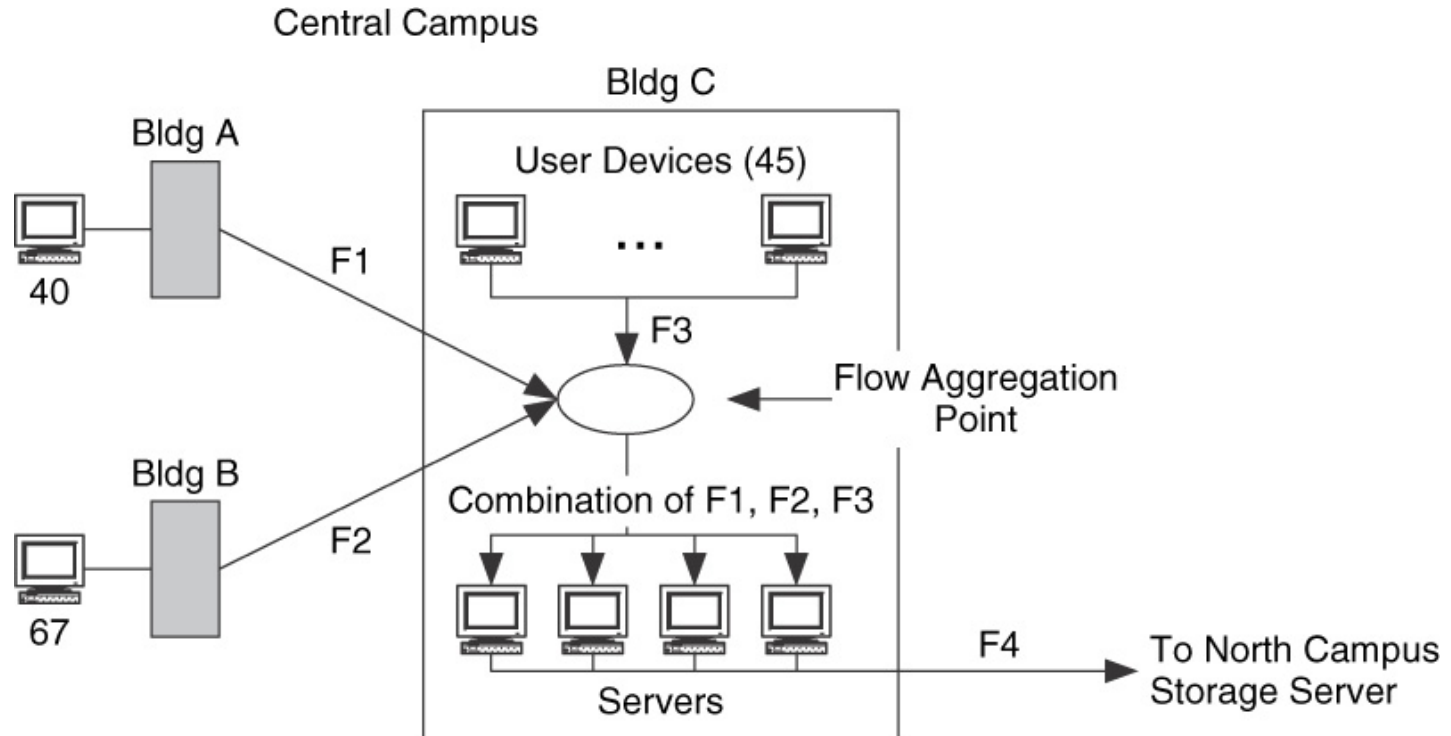 Central Campus
Bldg C
Bldg A
User Devices (45)
...
40
F1
F3
Flow Aggregation
Point
Bldg B
Combination of F1, F2, F3
F2
67
F4
To North Campus
Storage Server
Servers